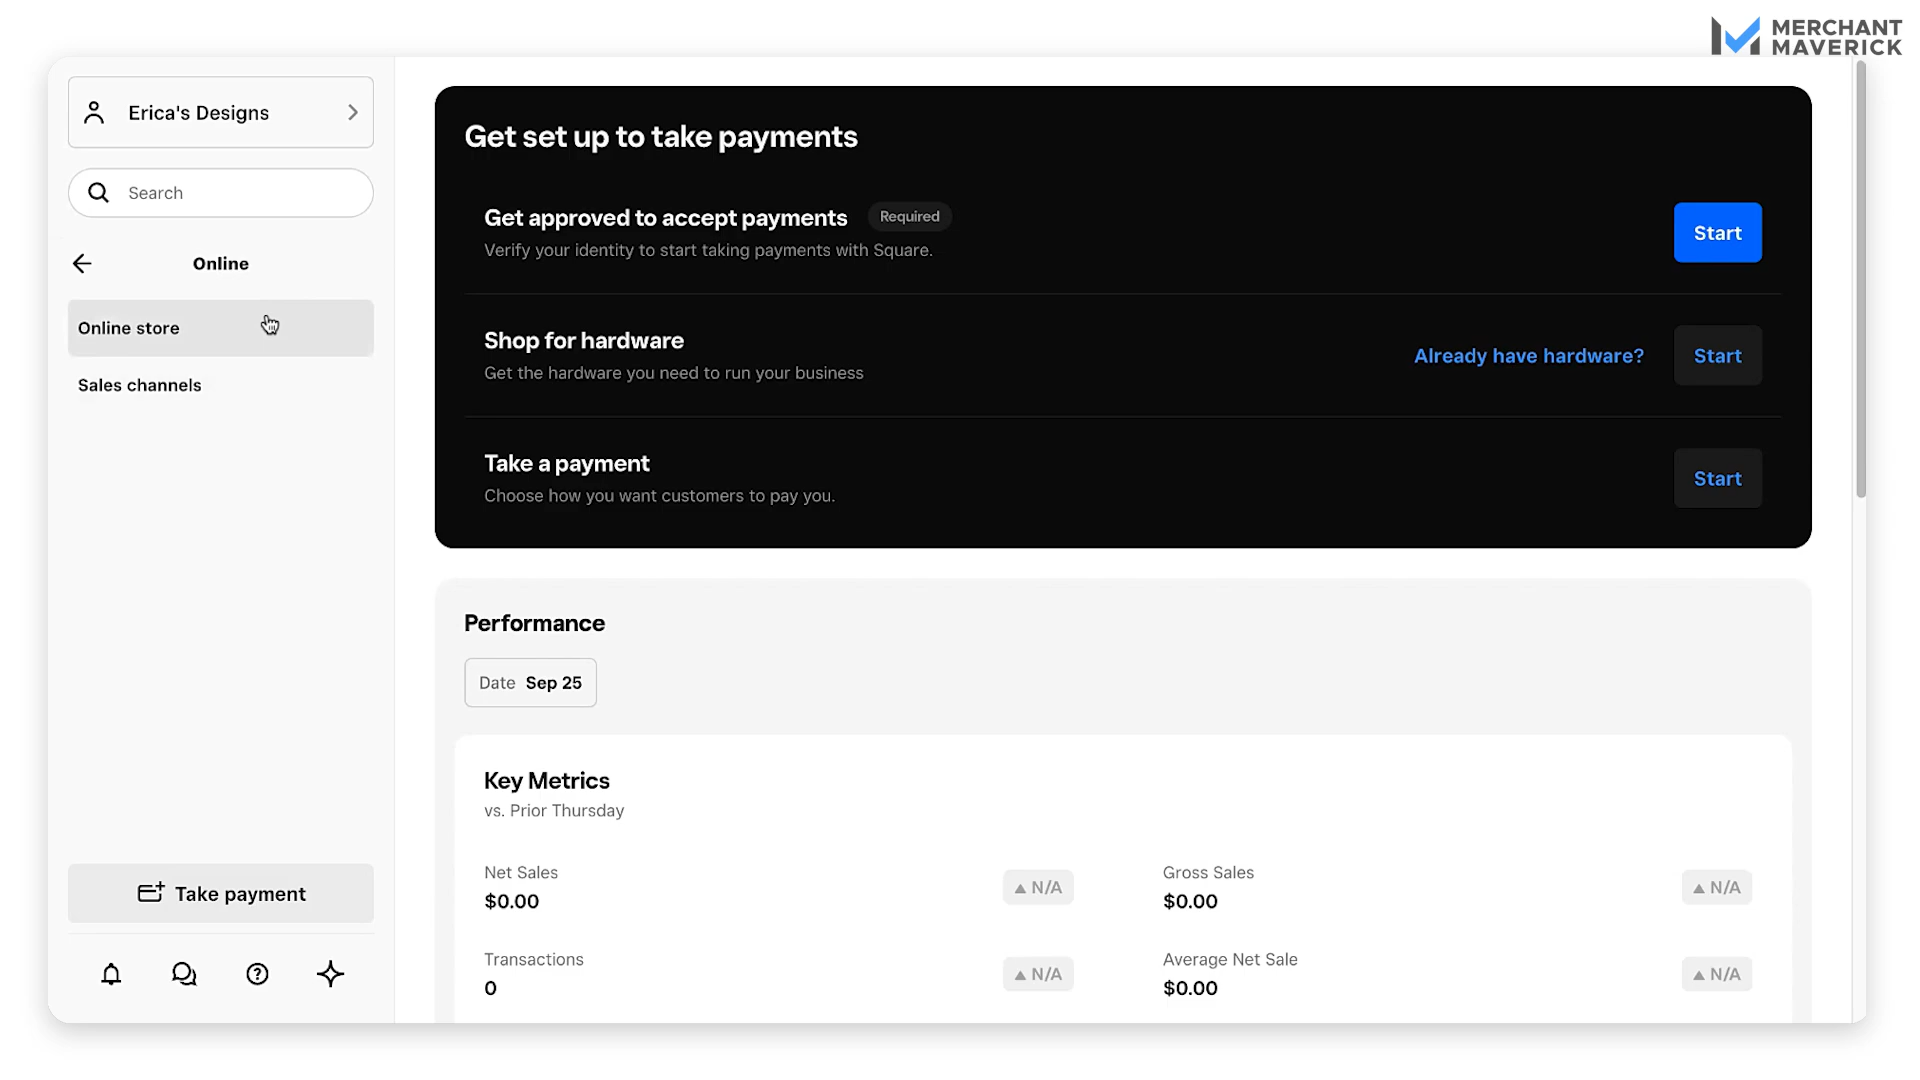 MERCHANT
MAVERICK
Erica's Designs
Search
Online
Online store
Sales channels
Take payment
Get set up to take payments
Get approved to accept payments Required
Verify your identity to start taking payments with Square.
Start
Shop for hardware
Get the hardware you need to run your business
Already have hardware? Start
Take a payment
Choose how you want customers to pay you.
Start
Performance
Date Sep 25
Key Metrics
vs. Prior Thursday
Net Sales
$0.00
▲ N/A
Gross Sales
$0.00
▲ N/A
Transactions
0
▲ N/A
Average Net Sale
$0.00
▲ N/A